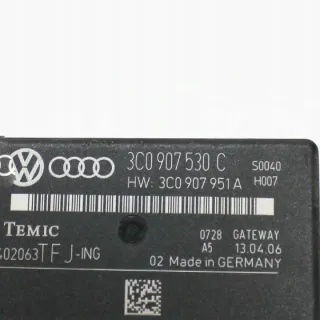 3C0 907 530 C S0040
HW: 3C0 907 951 A H007
TEMIC
0728 GATEWAY
402063TFJ-ING A5 13.04.06
02 Made in GERMANY